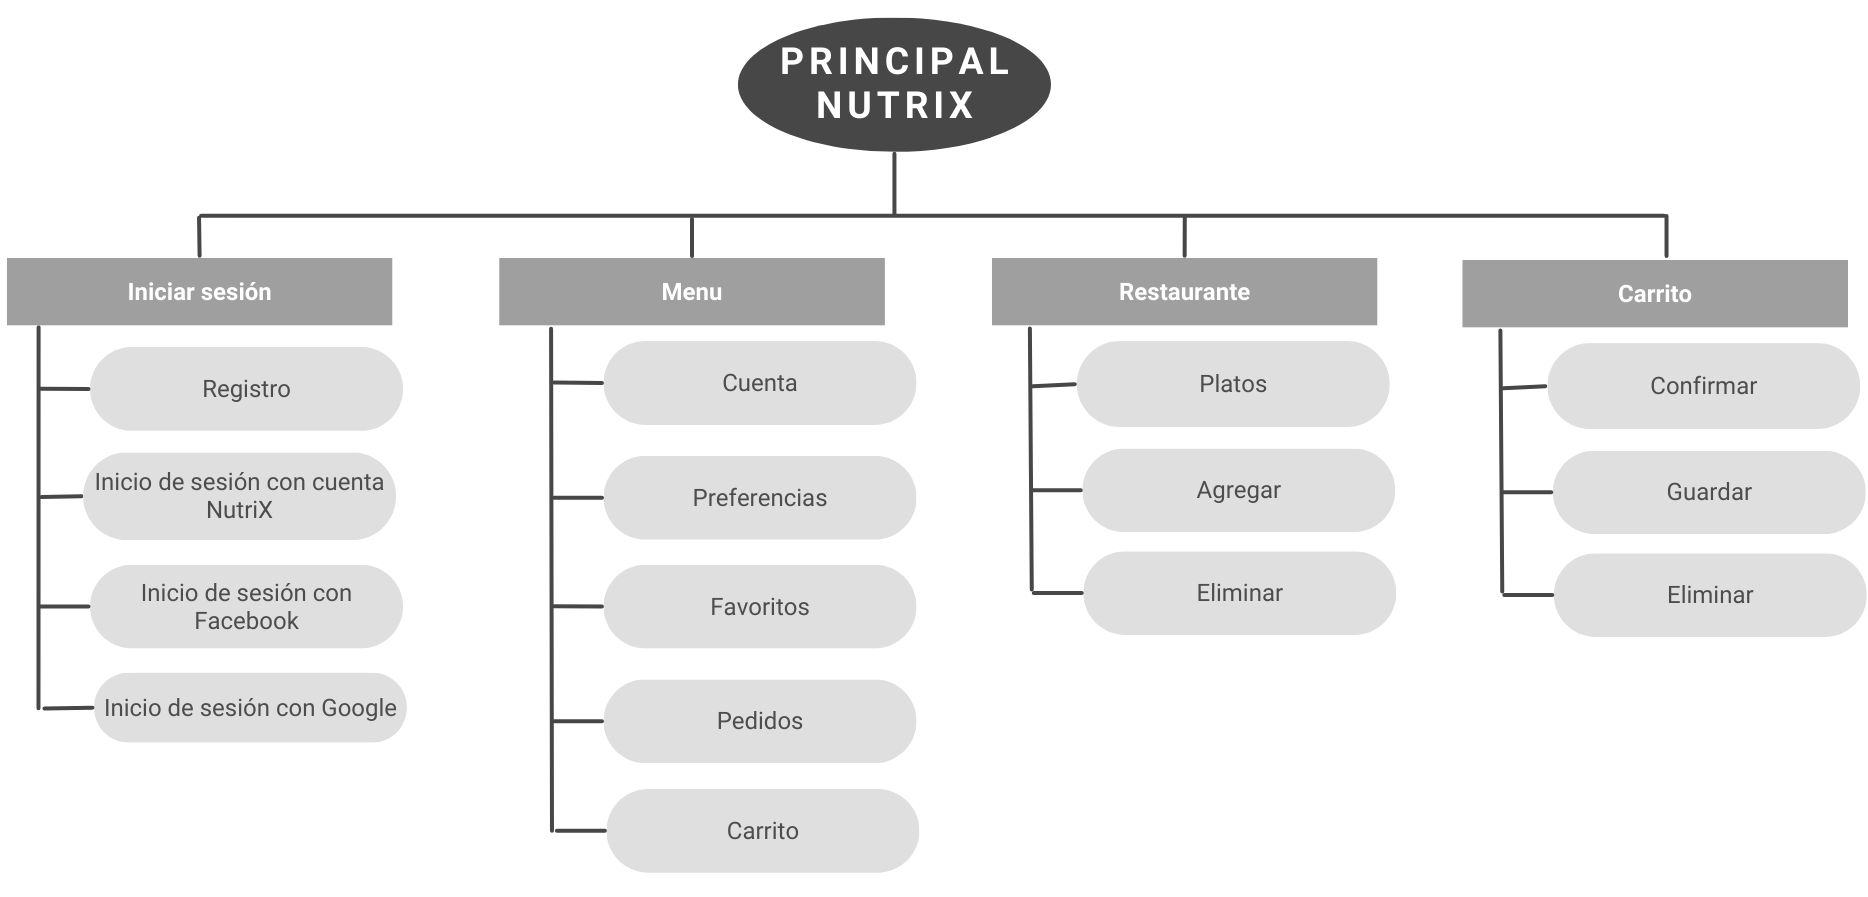 PRINCIPAL
NUTRIX
Iniciar sesión
Registro
Inicio de sesión con cuenta
NutriX
Inicio de sesión con
Facebook
Inicio de sesión con Google
Menu
Cuenta
Preferencias
Favoritos
Pedidos
Carrito
Restaurante
Platos
Agregar
Eliminar
Carrito
Confirmar
Guardar
Eliminar